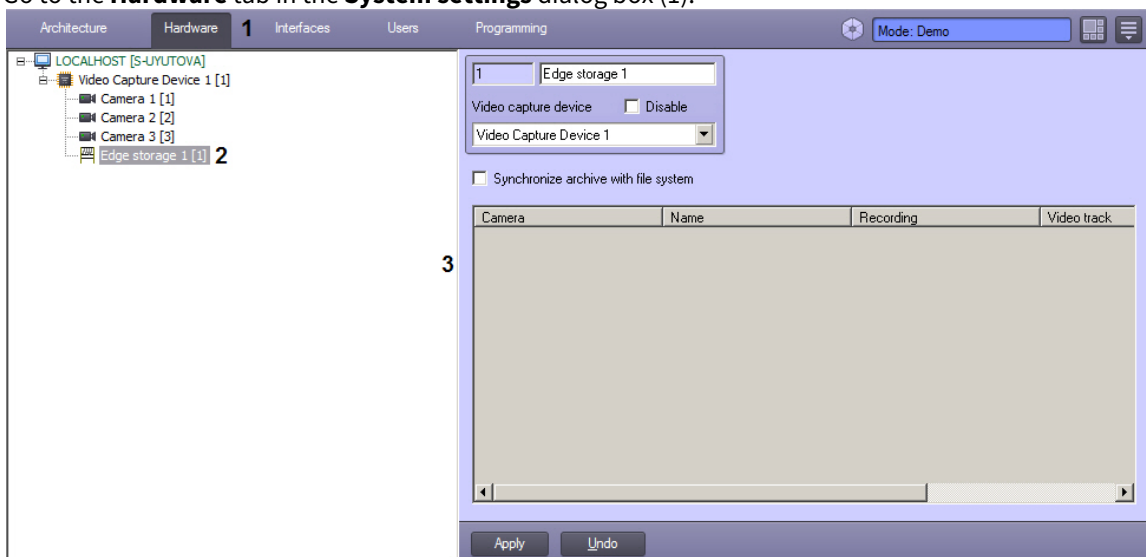 Go to the Hardware tab in the System settings dialog box (1).
Architecture Hardware 1 Interfaces Users Programming Mode: Demo
LOCALHOST [S-UYUTOVA]
Video Capture Device 1 [1]
Camera 1 [1]
Camera 2 [2]
Camera 3 [3]
Edge storage 1 [1] 2
1 Edge storage 1
Video capture device Disable
Video Capture Device 1
Synchronize archive with file system
Camera Name Recording Video track
3
Apply Undo